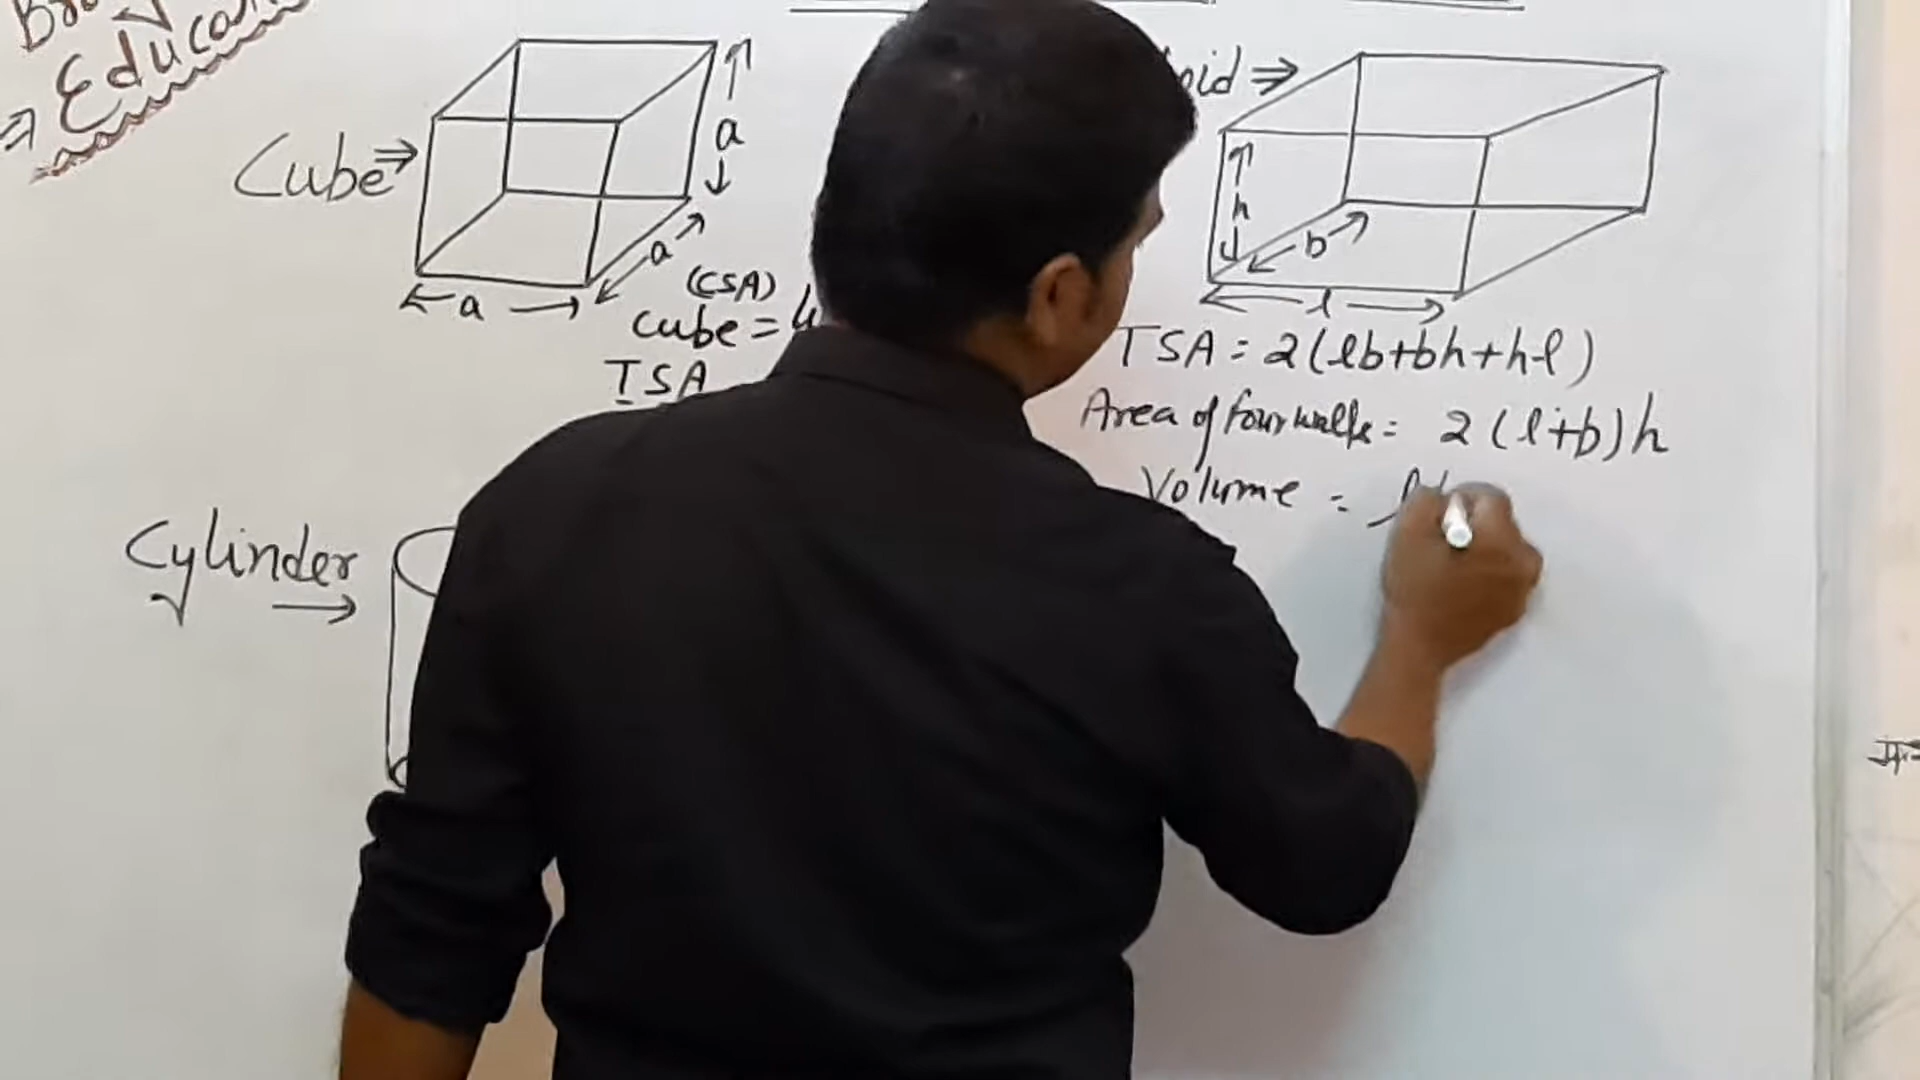 Educa
Cube ⇒
a
a
a
(CSA)
cube = 4
TSA
oid ⇒
h
b
l
TSA = 2(lb+bh+hl)
Area of four walls = 2(l+b)h
Volume = l
Cylinder →